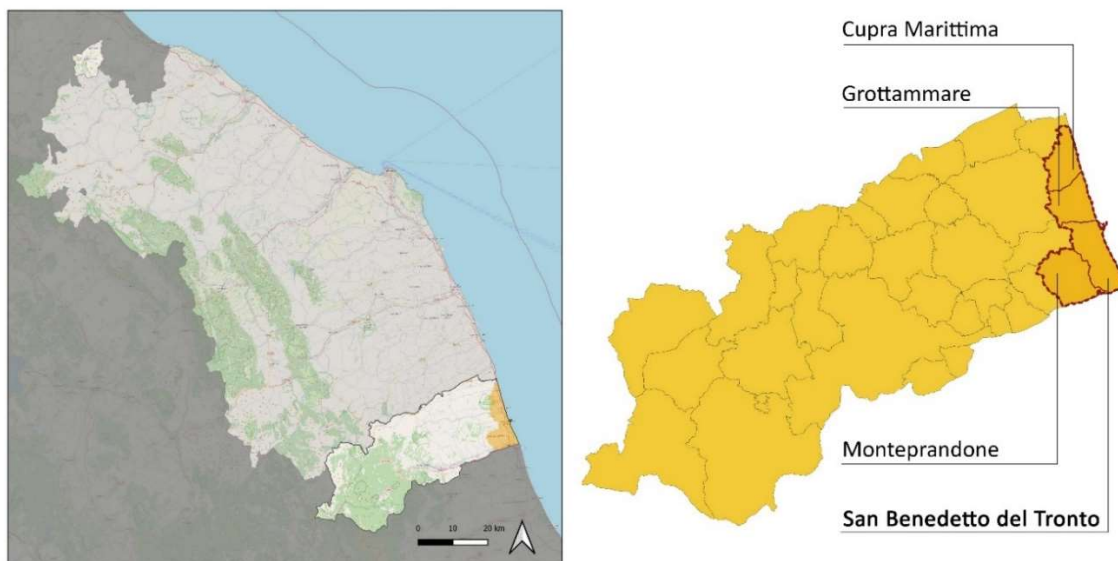 Cupra Marittima
Grottammare
Monteprandone
San Benedetto del Tronto
0 10 20 km